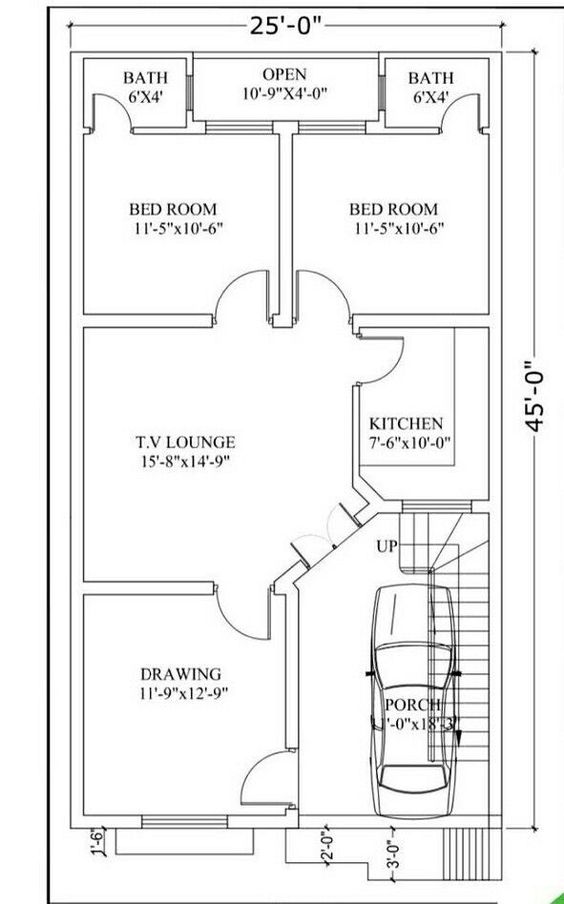 25'-0"
BATH
6'X4'
OPEN
10'-9"X4'-0"
BATH
6'X4'
BED ROOM
11'-5"x10'-6"
BED ROOM
11'-5"x10'-6"
45'-0"
KITCHEN
7'-6"x10'-0"
T.V LOUNGE
15'-8"x14'-9"
UP
DRAWING
11'-9"x12'-9"
PORCH
1'-0"x18'-3"
1'-6"
2'-0"
3'-0"